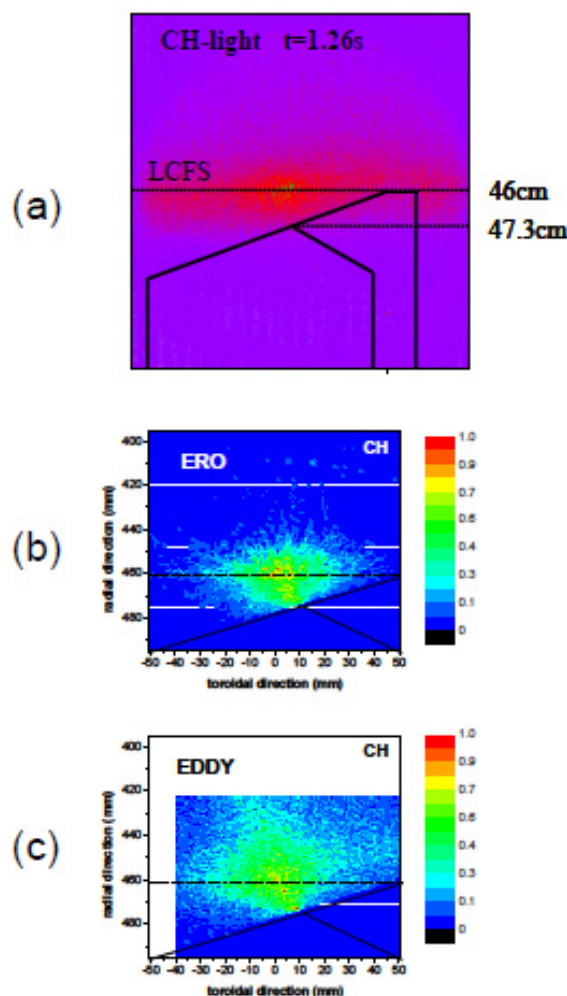 (a)
CH-light t=1.26s
LCFS
46cm
47.3cm
(b)
ERO
CH
radial direction (mm)
400
420
440
460
480
-50 -40 -30 -20 -10 0 10 20 30 40 50
toroidal direction (mm)
1.0
0.9
0.7
0.6
0.5
0.4
0.3
0.2
0.1
0
(c)
EDDY
CH
radial direction (mm)
400
420
440
460
480
-50 -40 -30 -20 -10 0 10 20 30 40 50
toroidal direction (mm)
1.0
0.9
0.7
0.6
0.5
0.4
0.3
0.2
0.1
0